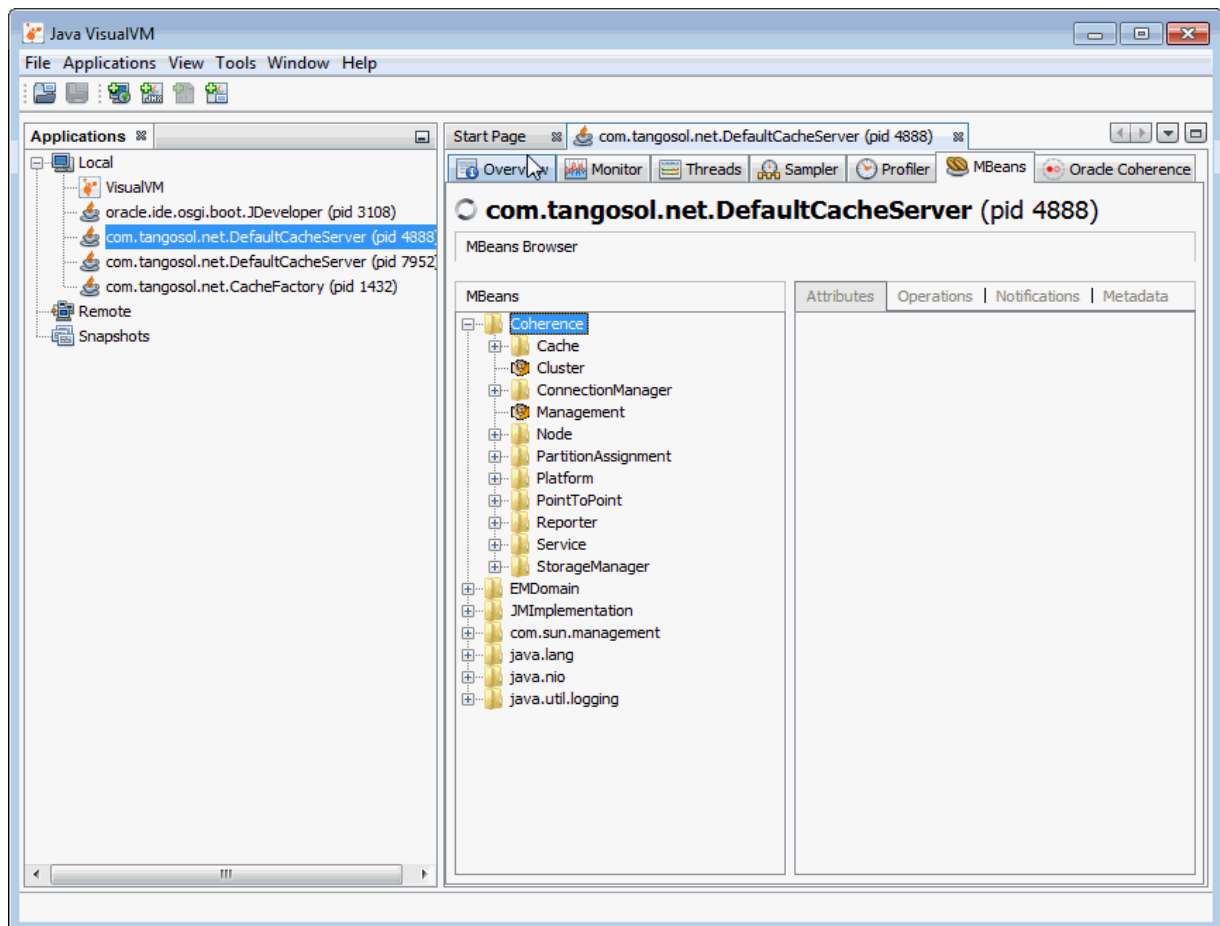 Java VisualVM
File Applications View Tools Window Help
Applications
Local
VisualVM
oracle.ide.osgi.boot.JDeveloper (pid 3108)
com.tangosol.net.DefaultCacheServer (pid 4888)
com.tangosol.net.DefaultCacheServer (pid 7952)
com.tangosol.net.CacheFactory (pid 1432)
Remote
Snapshots
Start Page com.tangosol.net.DefaultCacheServer (pid 4888)
Overview Monitor Threads Sampler Profiler MBeans Oracle Coherence
com.tangosol.net.DefaultCacheServer (pid 4888)
MBeans Browser
MBeans
Coherence
Cache
Cluster
ConnectionManager
Management
Node
PartitionAssignment
Platform
PointToPoint
Reporter
Service
StorageManager
EMDomain
JMImplementation
com.sun.management
java.lang
java.nio
java.util.logging
Attributes Operations Notifications Metadata